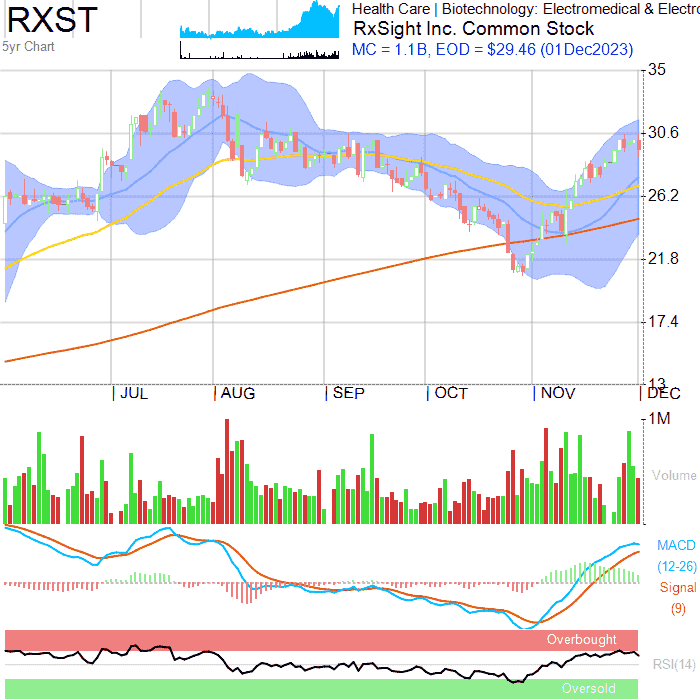 RXST
5yr Chart
Health Care | Biotechnology: Electromedical & Electro
RxSight Inc. Common Stock
MC = 1.1B, EOD = $29.46 (01Dec2023)
35
30.6
26.2
21.8
17.4
13
JUL AUG SEP OCT NOV DEC
1M
Volume
MACD
(12-26)
Signal
(9)
Overbought
RSI(14)
Oversold